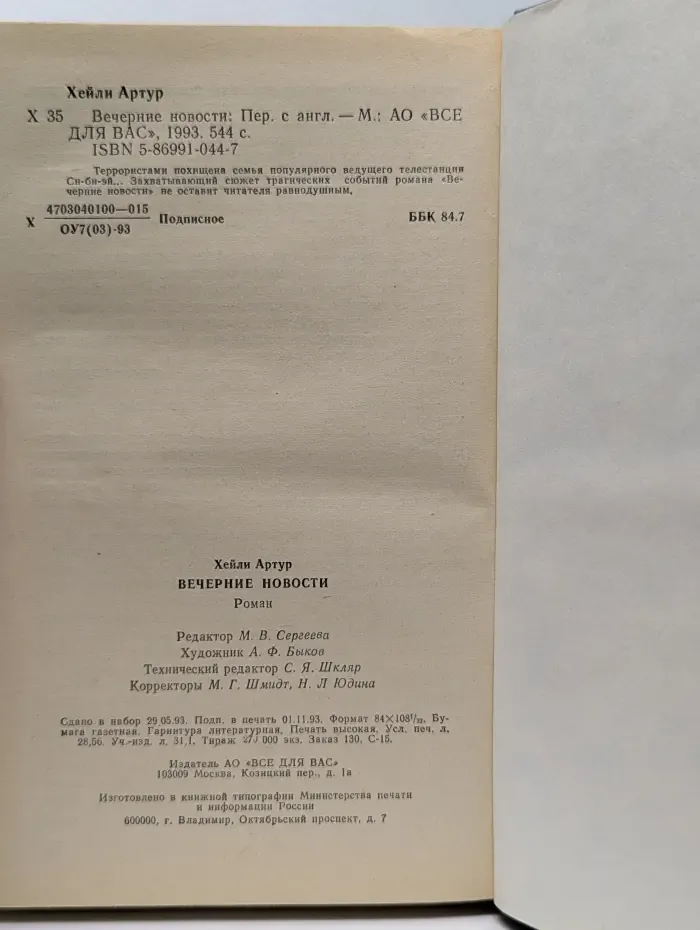 Хейли Артур
Х 35 Вечерние новости: Пер. с англ. — М.: АО «ВСЕ
ДЛЯ ВАС», 1993. 544 с.
ISBN 5-86991-044-7
Террористами похищена семья популярного ведущего телестанции
Си-би-эй... Захватывающий сюжет трагических событий романа «Ве-
черние новости» не оставит читателя равнодушным.
Х 4703040100—015 Подписное ББК 84.7
ОУ7(03)-93
Хейли Артур
ВЕЧЕРНИЕ НОВОСТИ
Роман
Редактор М. В. Сергеева
Художник А. Ф. Быков
Технический редактор С. Я. Шкляр
Корректоры М. Г. Шмидт, Н. Л Юдина
Сдано в набор 29.05.93. Подп. в печать 01.11.93. Формат 84×108¹/₃₂. Бу-
мага газетная. Гарнитура литературная. Печать высокая. Усл. печ. л.
28,56. Уч.-изд. л. 31,1. Тираж 000 экз. Заказ 130. С-15.
Издатель АО «ВСЕ ДЛЯ ВАС»
103009 Москва, Козицкий пер., д. 1а
Изготовлено в книжной типографии Министерства печати
и информации России
600000, г. Владимир, Октябрьский проспект, д. 7